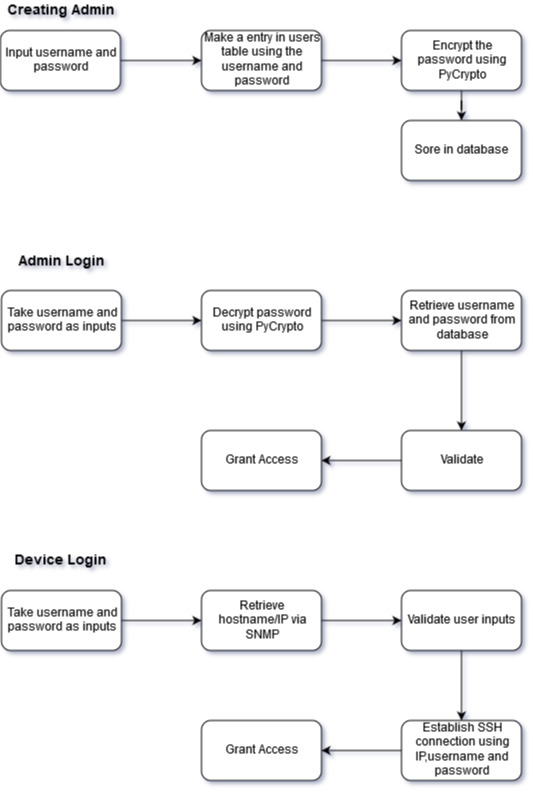 Creating Admin
Input username and
password
Make a entry in users
table using the
username and
password
Encrypt the
password using
PyCrypto
Sore in database
Admin Login
Take username and
password as inputs
Decrypt password
using PyCrypto
Retrieve username
and password from
database
Grant Access
Validate
Device Login
Take username and
password as inputs
Retrieve
hostname/IP via
SNMP
Validate user inputs
Grant Access
Establish SSH
connection using
IP,username and
password